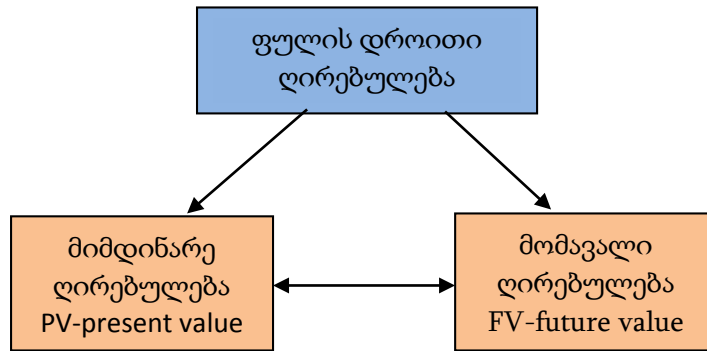 ფულის დროითი
ღირებულება
მიმდინარე
ღირებულება
PV-present value
მომავალი
ღირებულება
FV-future value